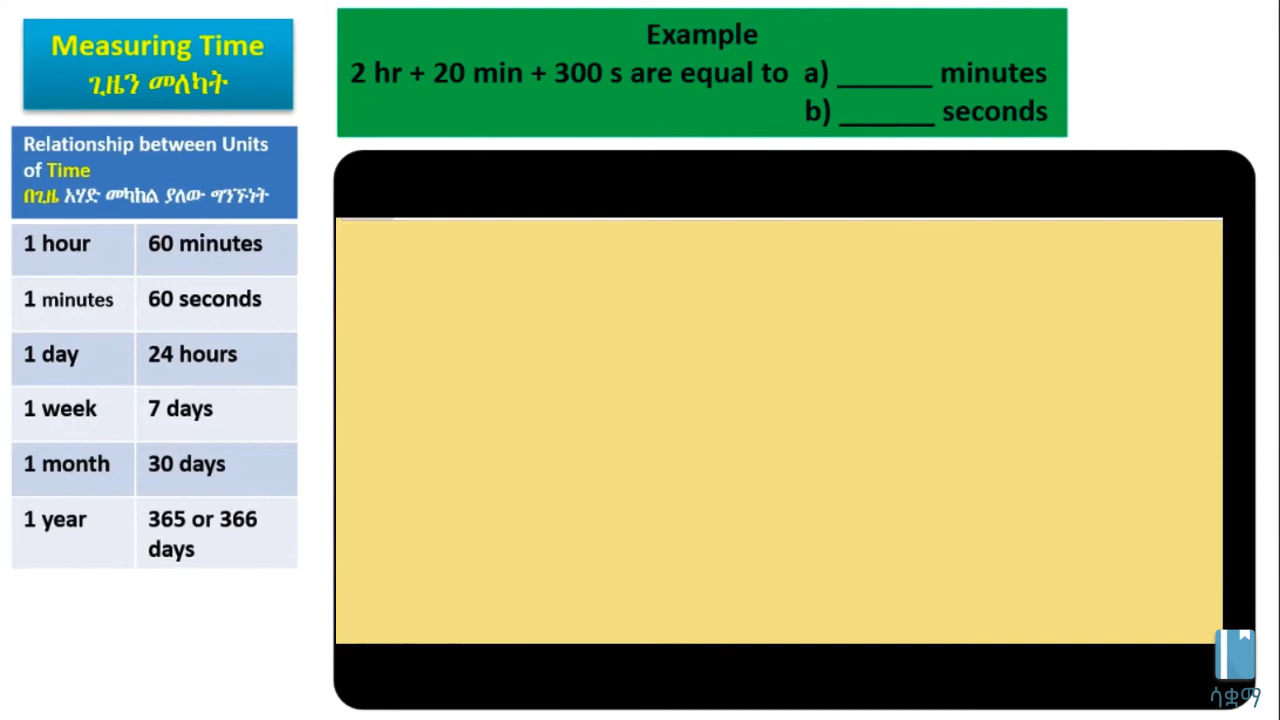 Measuring Time
ጊዜን መለካት
Relationship between Units
of Time
በጊዜ አሃድ መካከል ያለው ግንኙነት
1 hour 60 minutes
1 minutes 60 seconds
1 day 24 hours
1 week 7 days
1 month 30 days
1 year 365 or 366
days
Example
2 hr + 20 min + 300 s are equal to a) _______ minutes
b) _______ seconds
ሳቋማ